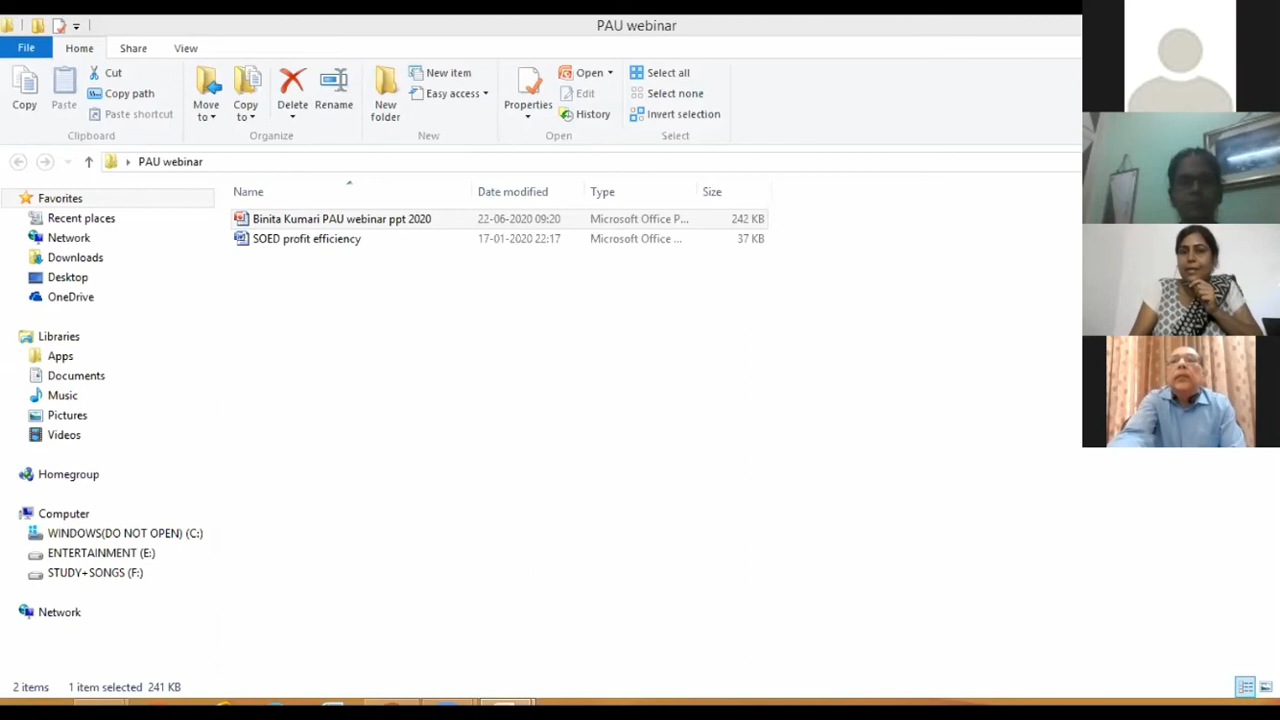 PAU webinar
File Home Share View
Copy
Paste
Cut
Copy path
Paste shortcut
Clipboard
Move to
Copy to
Delete
Rename
Organize
New folder
New item
Easy access
New
Properties
Open
Edit
History
Open
Select all
Select none
Invert selection
Select
PAU webinar
Name Date modified Type Size
Binita Kumari PAU webinar ppt 2020 22-06-2020 09:20 Microsoft Office P... 242 KB
SOED profit efficiency 17-01-2020 22:17 Microsoft Office ... 37 KB
Favorites
Recent places
Network
Downloads
Desktop
OneDrive
Libraries
Apps
Documents
Music
Pictures
Videos
Homegroup
Computer
WINDOWS(DO NOT OPEN) (C:)
ENTERTAINMENT (E:)
STUDY+SONGS (F:)
Network
2 items 1 item selected 241 KB